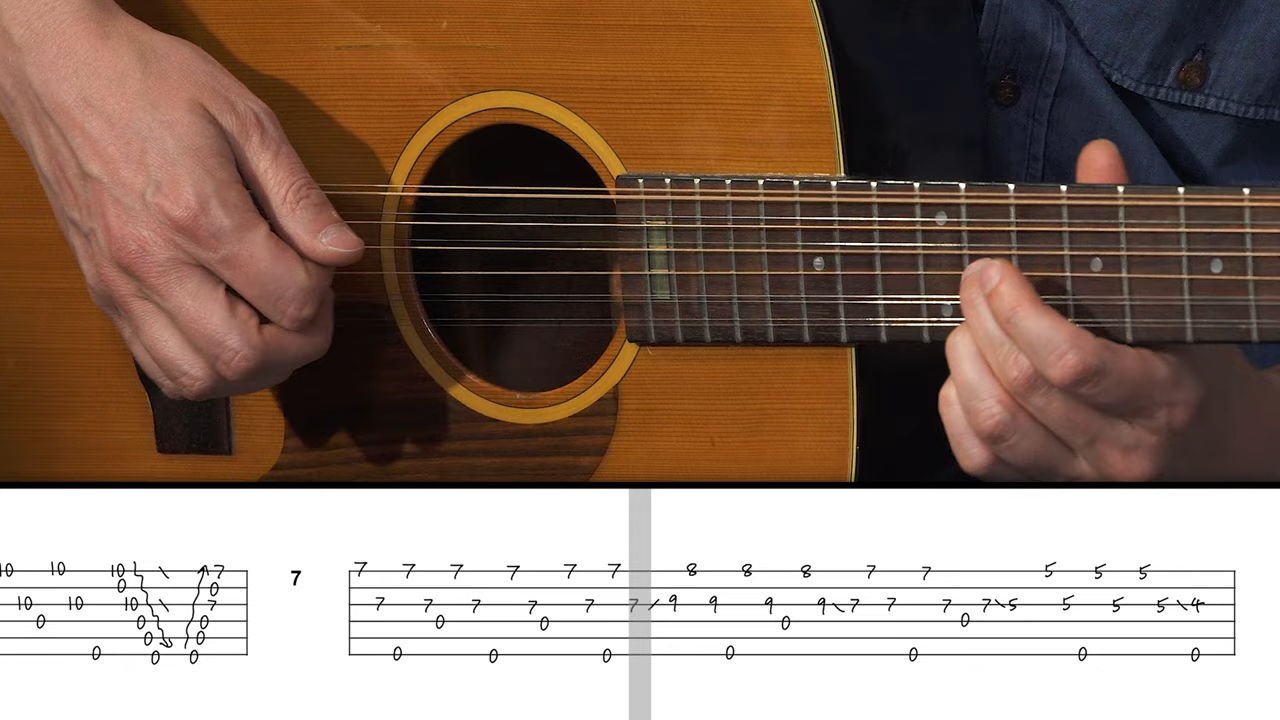 10 10 10 \ 7
0 0
10 10 10 \ 7
0 0 0
0 0
0 0 0
7
7 7 7 7 7 7 8 8 8 7 7 5 5 5
7 7 7 7 7 7/9 9 9 9\7 7 7 7\5 5 5 5\4
0 0 0 0
0 0 0 0 0 0 0